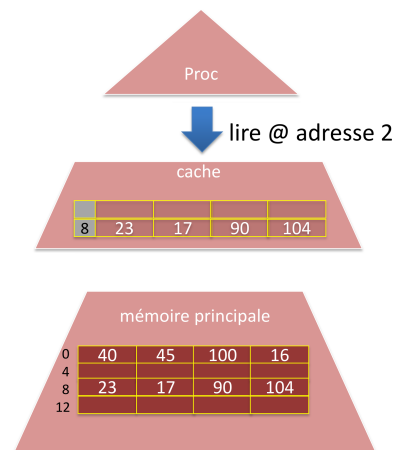 Proc
lire @ adresse 2
cache
8 23 17 90 104
mémoire principale
0 40 45 100 16
4
8 23 17 90 104
12